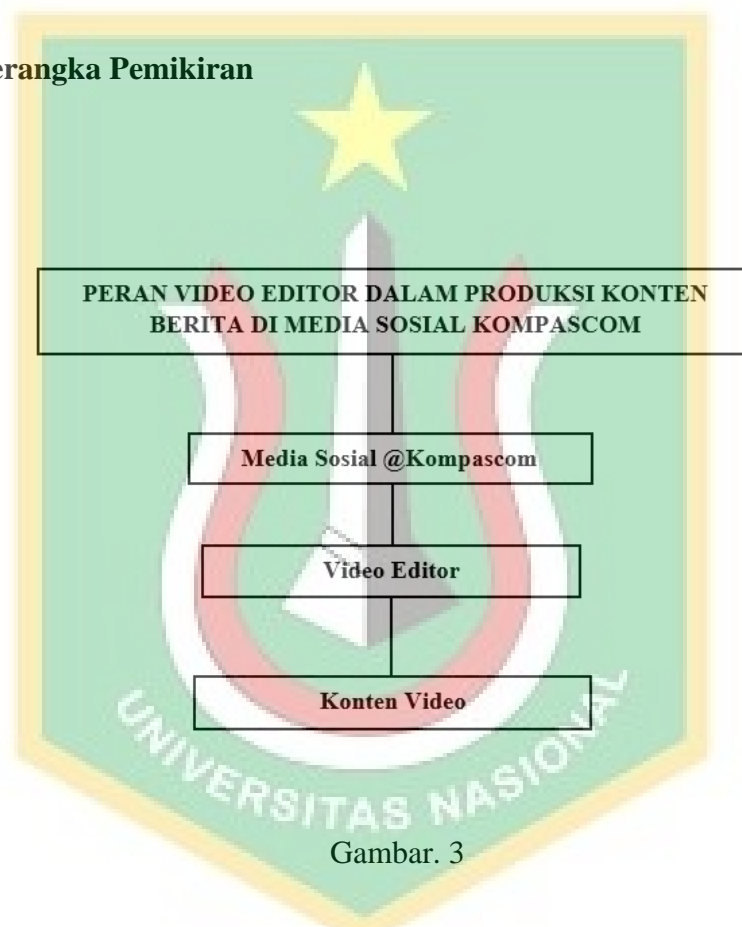 erangka Pemikiran
PERAN VIDEO EDITOR DALAM PRODUKSI KONTEN
BERITA DI MEDIA SOSIAL KOMPASCOM
Media Sosial @Kompascom
Video Editor
Konten Video
UNIVERSITAS NASIONAL
Gambar. 3